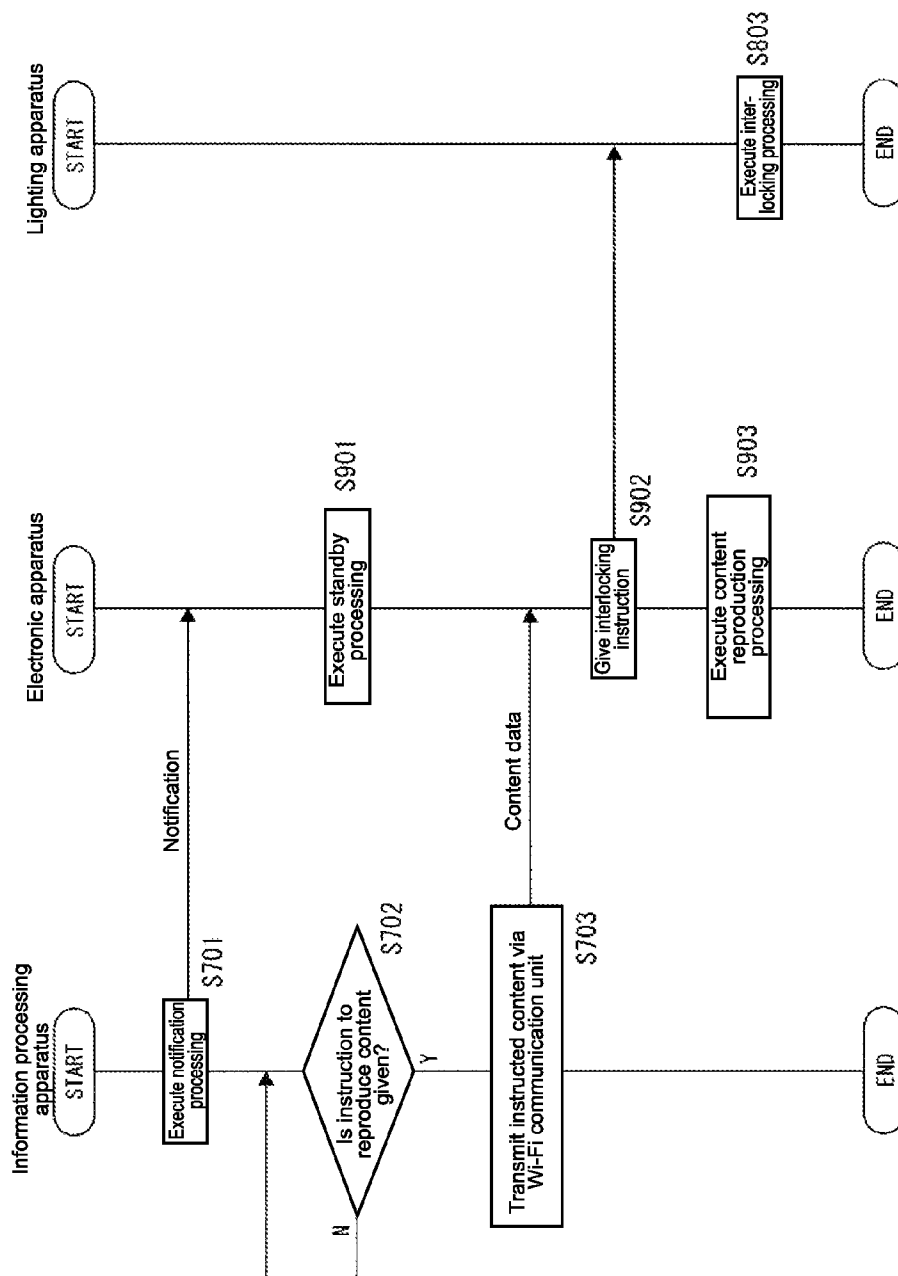 Information processing
apparatus
START
Execute notification
processing
S701
Notification
Is instruction to
reproduce content
given?
S702
N
Y
Transmit instructed content via
Wi-Fi communication unit
S703
Content data
END
Electronic apparatus
START
Execute standby
processing
S901
Give interlocking
instruction
S902
Execute content
reproduction
processing
S903
END
Lighting apparatus
START
Execute inter-
locking processing
S803
END